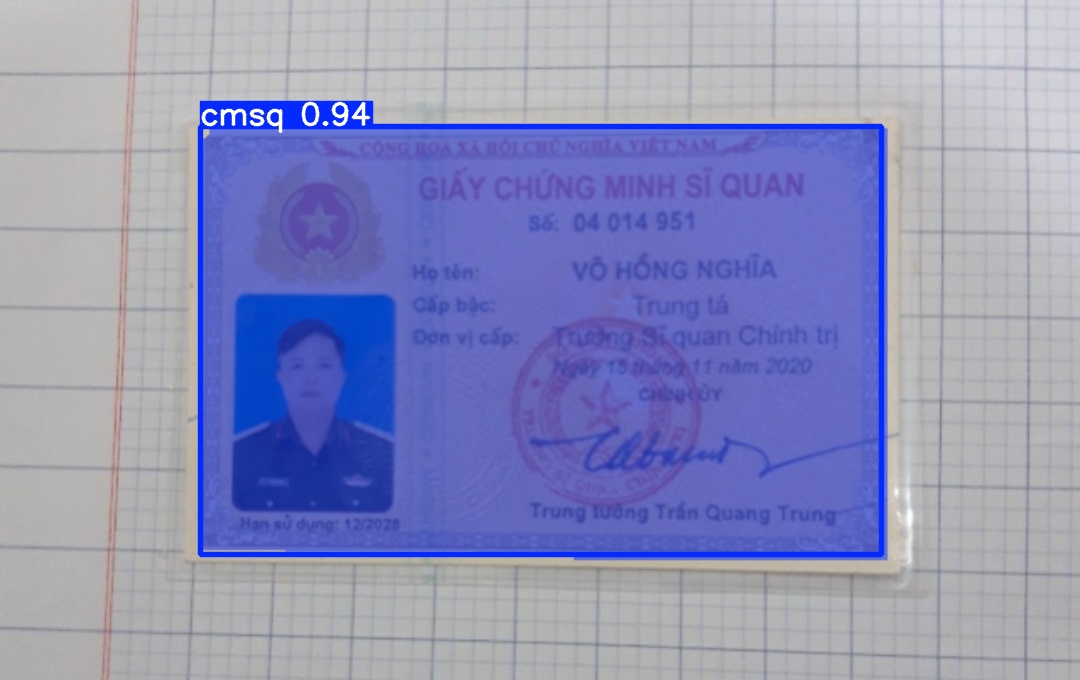 cmsq 0.94
CỘNG HOÀ XÃ HỘI CHỦ NGHĨA VIỆT NAM
GIẤY CHỨNG MINH SĨ QUAN
Số: 04 014 951
Họ tên: VÕ HỒNG NGHĨA
Cấp bậc: Trung tá
Đơn vị cấp: Trường Sĩ quan Chính trị
Ngày 15 tháng 11 năm 2020
CHÍNH ỦY
Trung tướng Trần Quang Trung
Hạn sử dụng: 12/2028